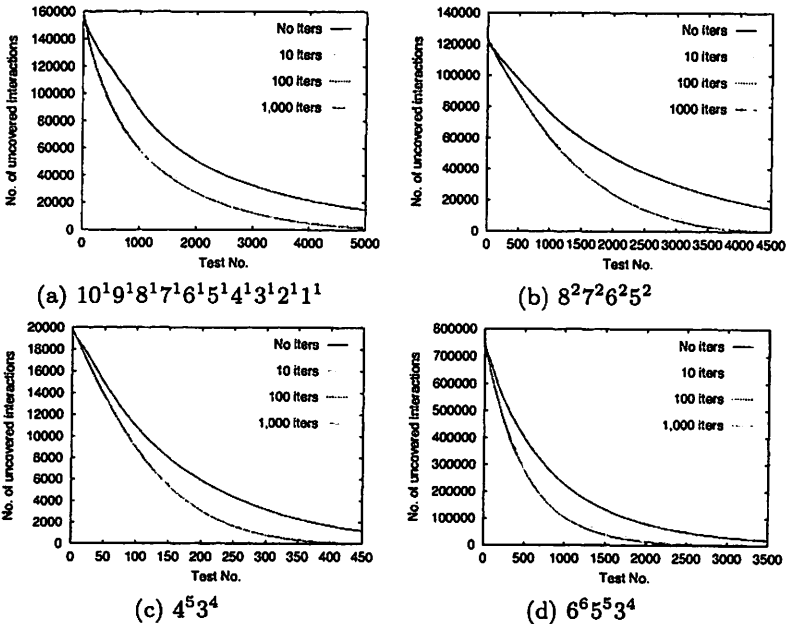 160000
140000
120000
100000
80000
60000
40000
20000
0
No. of uncovered interactions
No Iters
10 Iters
100 Iters
1,000 Iters
0 1000 2000 3000 4000 5000
Test No.
(a) 10¹9¹8¹7¹6¹5¹4¹3¹2¹1¹
140000
120000
100000
80000
60000
40000
20000
0
No. of uncovered interactions
No Iters
10 Iters
100 Iters
1000 Iters
0 500 1000 1500 2000 2500 3000 3500 4000 4500
Test No.
(b) 8²7²6²5²
20000
18000
16000
14000
12000
10000
8000
6000
4000
2000
0
No. of uncovered interactions
No Iters
10 Iters
100 Iters
1,000 Iters
0 50 100 150 200 250 300 350 400 450
Test No.
(c) 4⁵3⁴
800000
700000
600000
500000
400000
300000
200000
100000
0
No. of uncovered interactions
No Iters
10 Iters
100 Iters
1,000 Iters
0 500 1000 1500 2000 2500 3000 3500
Test No.
(d) 6⁶5⁵3⁴